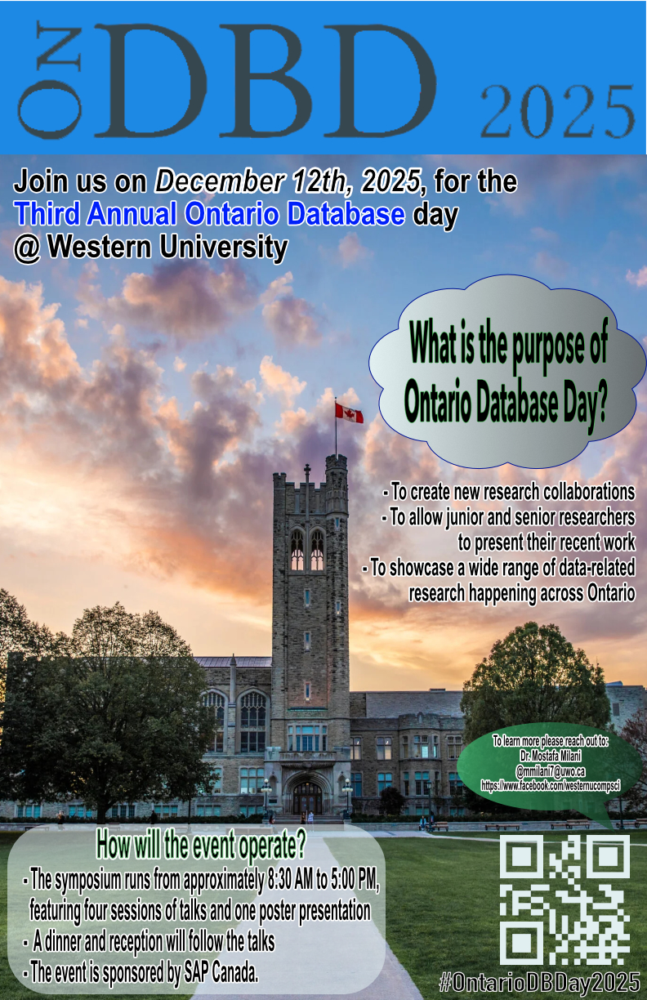 ON DBD 2025
Join us on December 12th, 2025, for the
Third Annual Ontario Database day
@ Western University
What is the purpose of
Ontario Database Day?
- To create new research collaborations
- To allow junior and senior researchers
to present their recent work
- To showcase a wide range of data-related
research happening across Ontario
To learn more please reach out to:
Dr. Mostafa Milani
@mmilani7@uwo.ca
https://www.facebook.com/westernucompsci
How will the event operate?
- The symposium runs from approximately 8:30 AM to 5:00 PM,
featuring four sessions of talks and one poster presentation
- A dinner and reception will follow the talks
- The event is sponsored by SAP Canada.
#OntarioDBDay2025